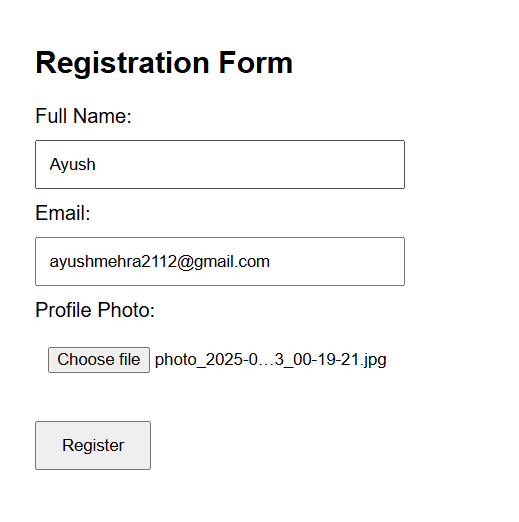 Registration Form
Full Name:
Ayush
Email:
ayushmehra2112@gmail.com
Profile Photo:
Choose file photo_2025-0…3_00-19-21.jpg
Register